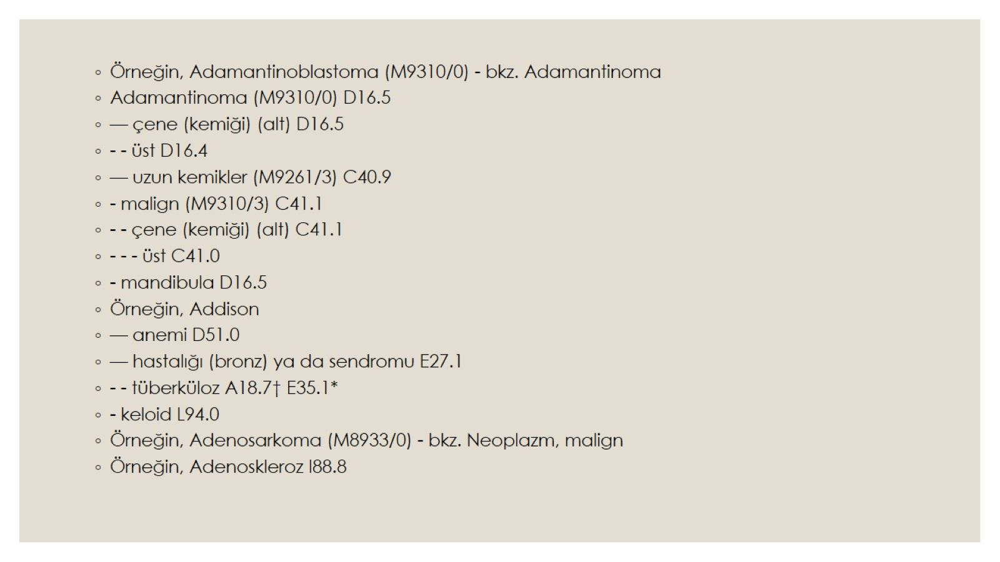 ◦ Örneğin, Adamantinoblastoma (M9310/0) - bkz. Adamantinoma
◦ Adamantinoma (M9310/0) D16.5
◦ — çene (kemiği) (alt) D16.5
◦ - - üst D16.4
◦ — uzun kemikler (M9261/3) C40.9
◦ - malign (M9310/3) C41.1
◦ - - çene (kemiği) (alt) C41.1
◦ - - - üst C41.0
◦ - mandibula D16.5
◦ Örneğin, Addison
◦ — anemi D51.0
◦ — hastalığı (bronz) ya da sendromu E27.1
◦ - - tüberküloz A18.7† E35.1*
◦ - keloid L94.0
◦ Örneğin, Adenosarkoma (M8933/0) - bkz. Neoplazm, malign
◦ Örneğin, Adenoskleroz I88.8